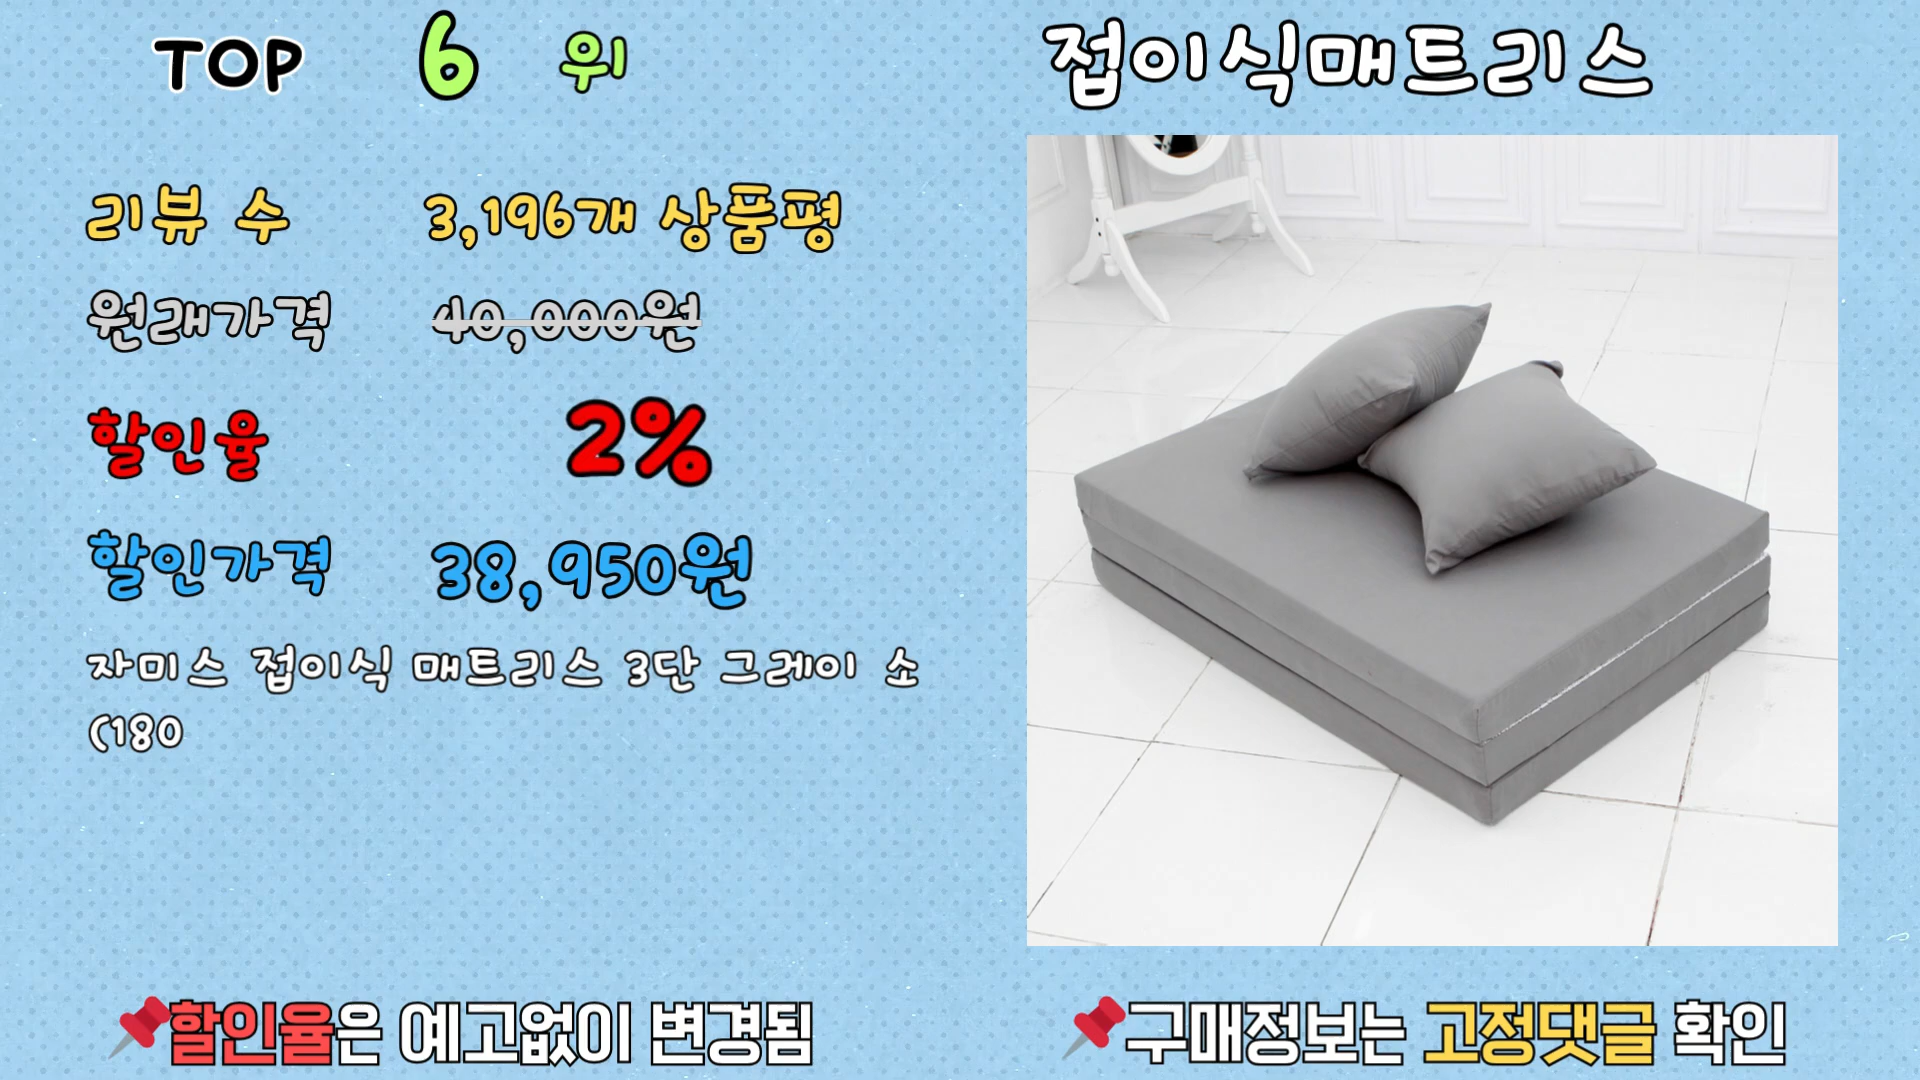 TOP 6 위
접이식매트리스
리뷰 수 3,196개 상품평
원래가격 40,000원
할인율 2%
할인가격 38,950원
자미스 접이식 매트리스 3단 그레이 소
(180
할인율은 예고없이 변경됨
구매정보는 고정댓글 확인